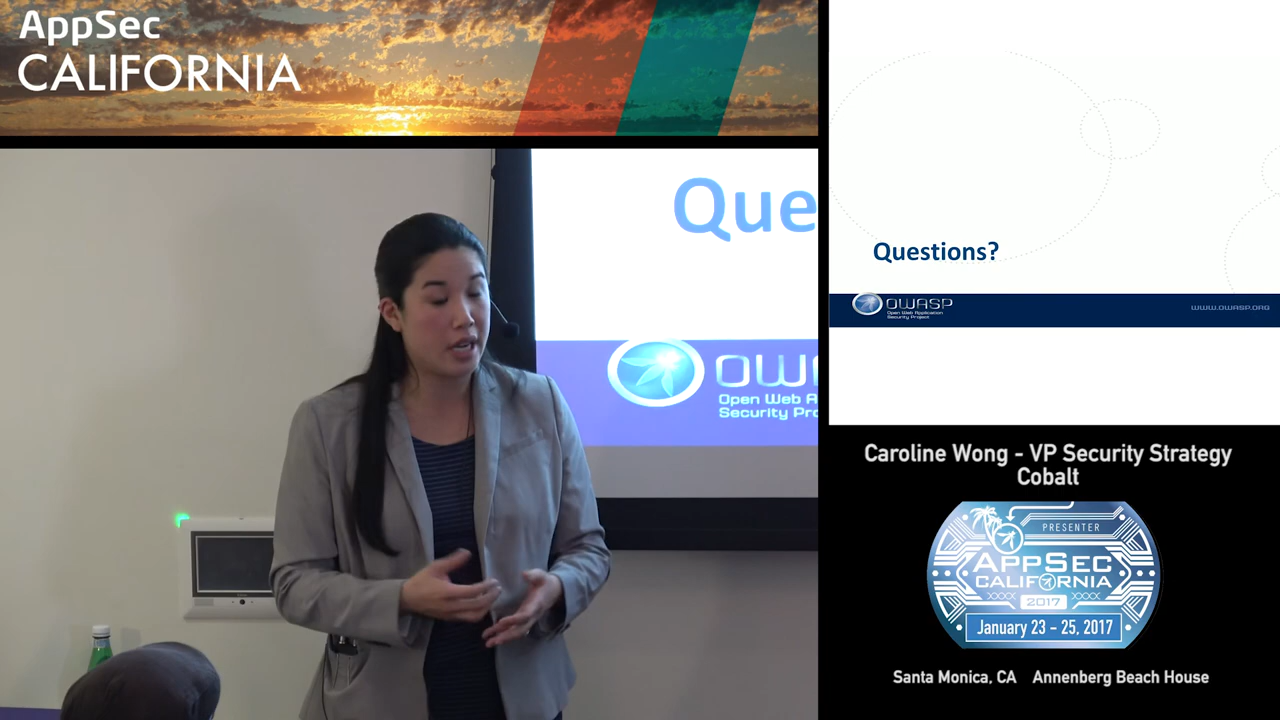 AppSec
CALIFORNIA
Que
OWA
Open Web A
Security Pro
Questions?
OWASP
Open Web Application
Security Project
WWW.OWASP.ORG
Caroline Wong - VP Security Strategy
Cobalt
PRESENTER
APPSEC
CALIFORNIA
2017
January 23 - 25, 2017
Santa Monica, CA Annenberg Beach House